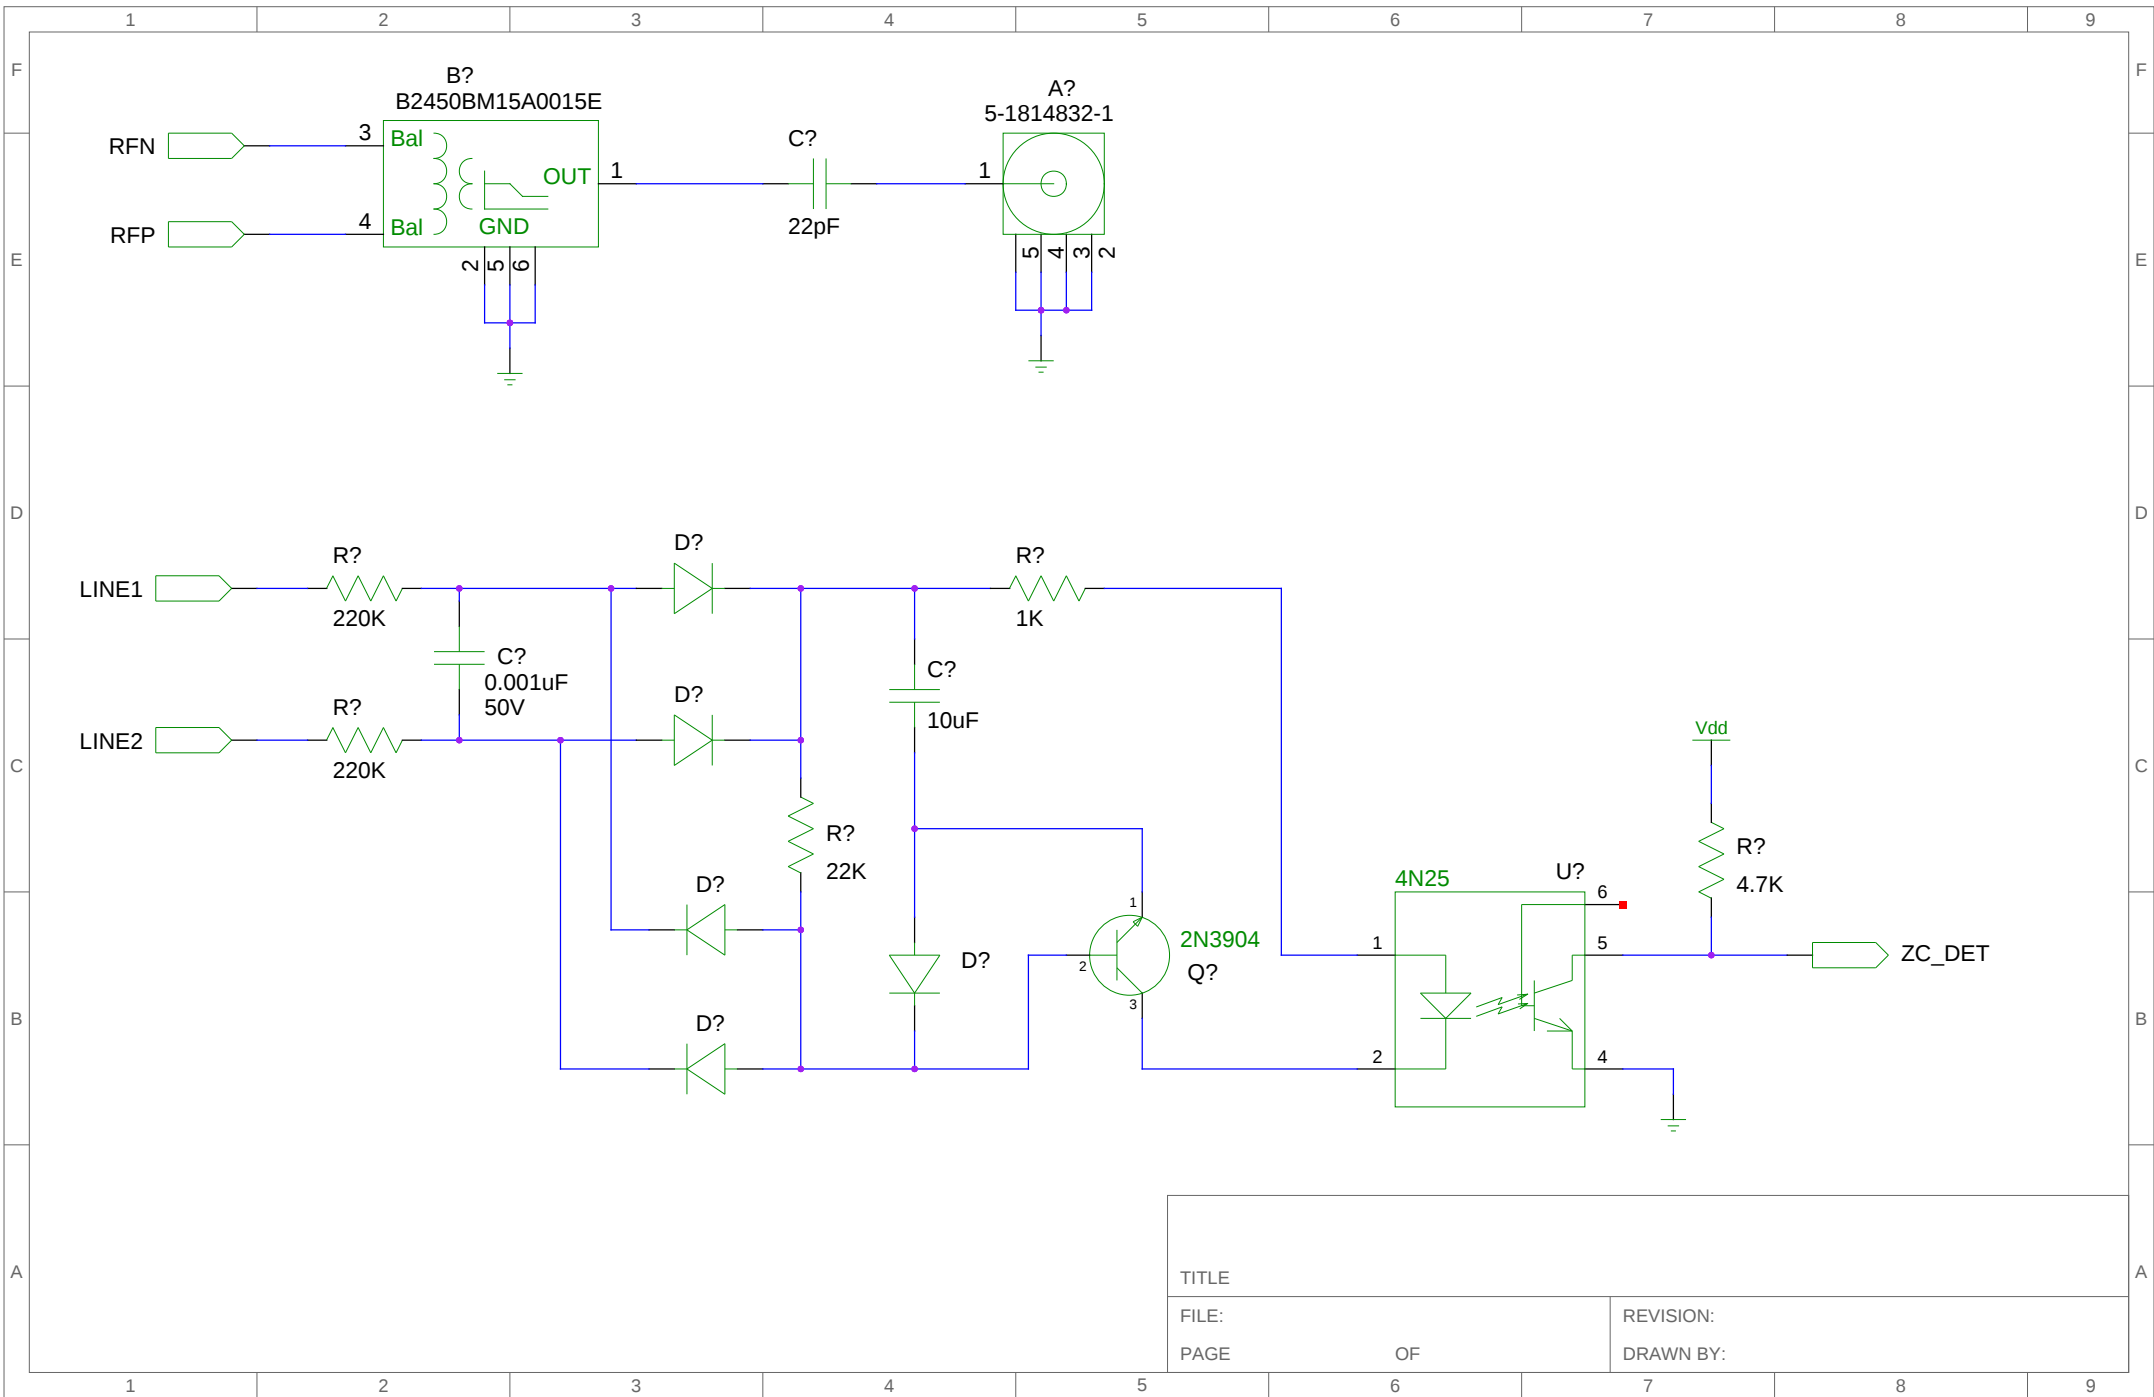 1 2 3 4 5 6 7 8 9
F F
B?
B2450BM15A0015E
A?
5-1814832-1
RFN
3
Bal
C?
OUT
1
1
RFP
4
Bal
GND
22pF
2
5
6
5
4
3
2
E E
D D
LINE1
R?
220K
D?
R?
1K
C?
0.001uF
50V
C?
10uF
LINE2
R?
220K
D?
Vdd
C C
R?
22K
R?
4.7K
D?
1
2N3904
Q?
2
3
D?
4N25
U?
6
1
5
ZC_DET
D?
2
4
B B
A A
TITLE
FILE:
REVISION:
PAGE OF
DRAWN BY:
1 2 3 4 5 6 7 8 9